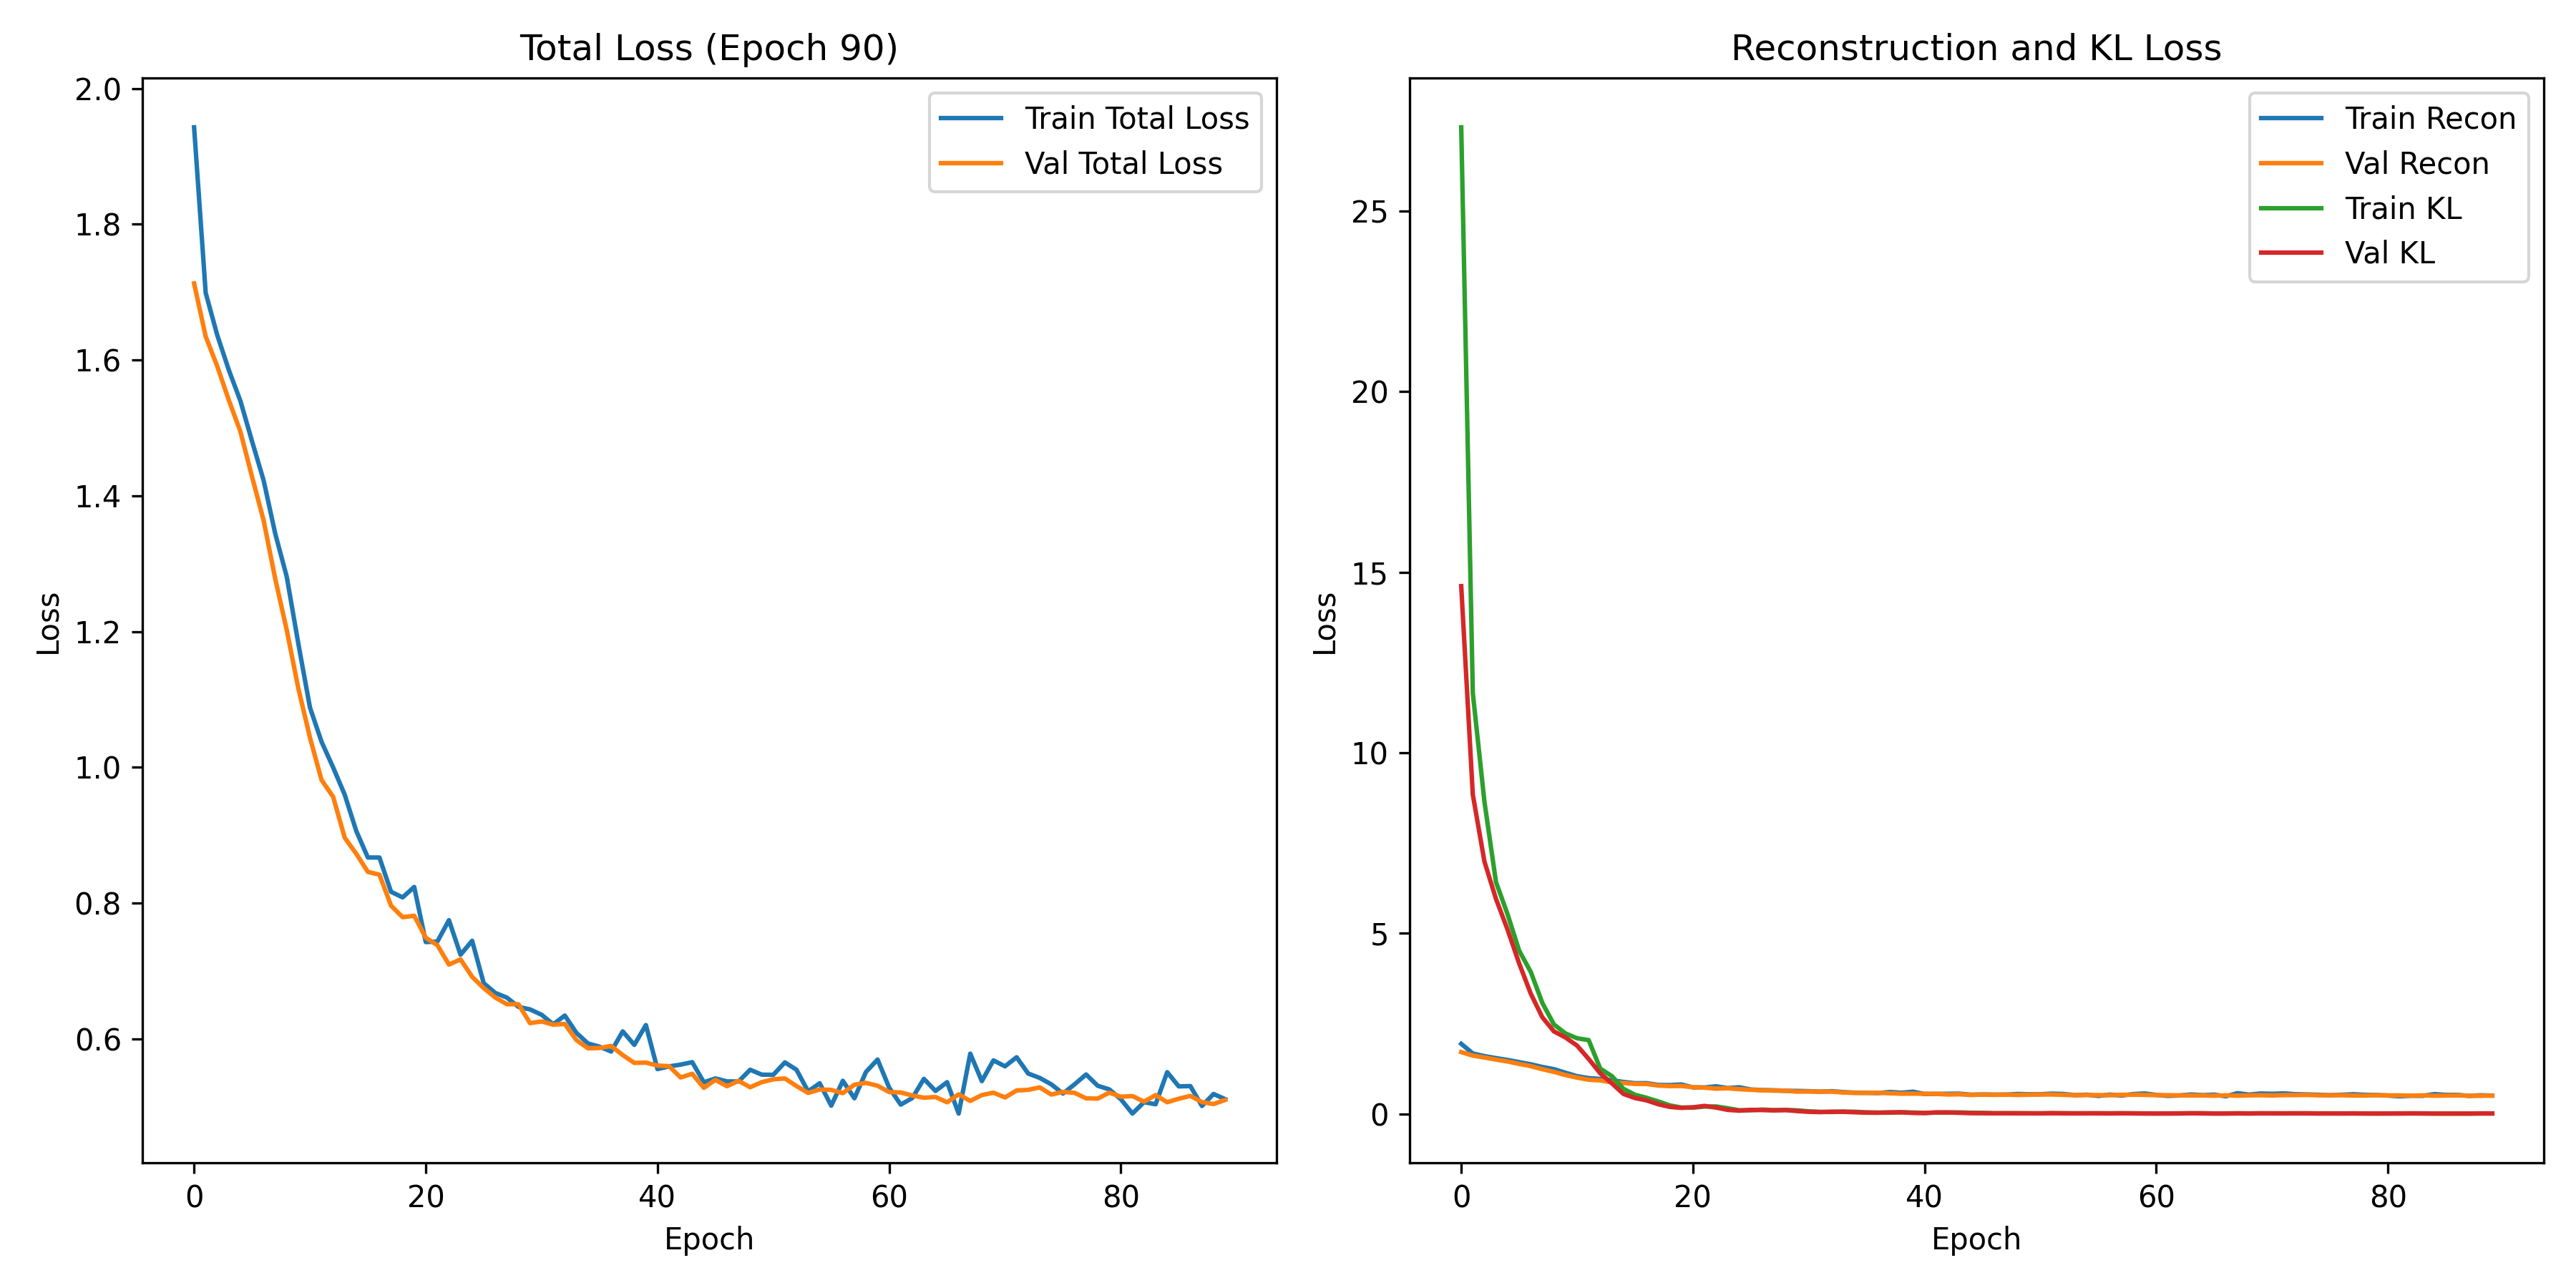 Total Loss (Epoch 90)
Train Total Loss
Val Total Loss
2.0
1.8
1.6
1.4
1.2
1.0
0.8
0.6
Loss
0 20 40 60 80
Epoch
Reconstruction and KL Loss
Train Recon
Val Recon
Train KL
Val KL
25
20
15
10
5
0
Loss
0 20 40 60 80
Epoch